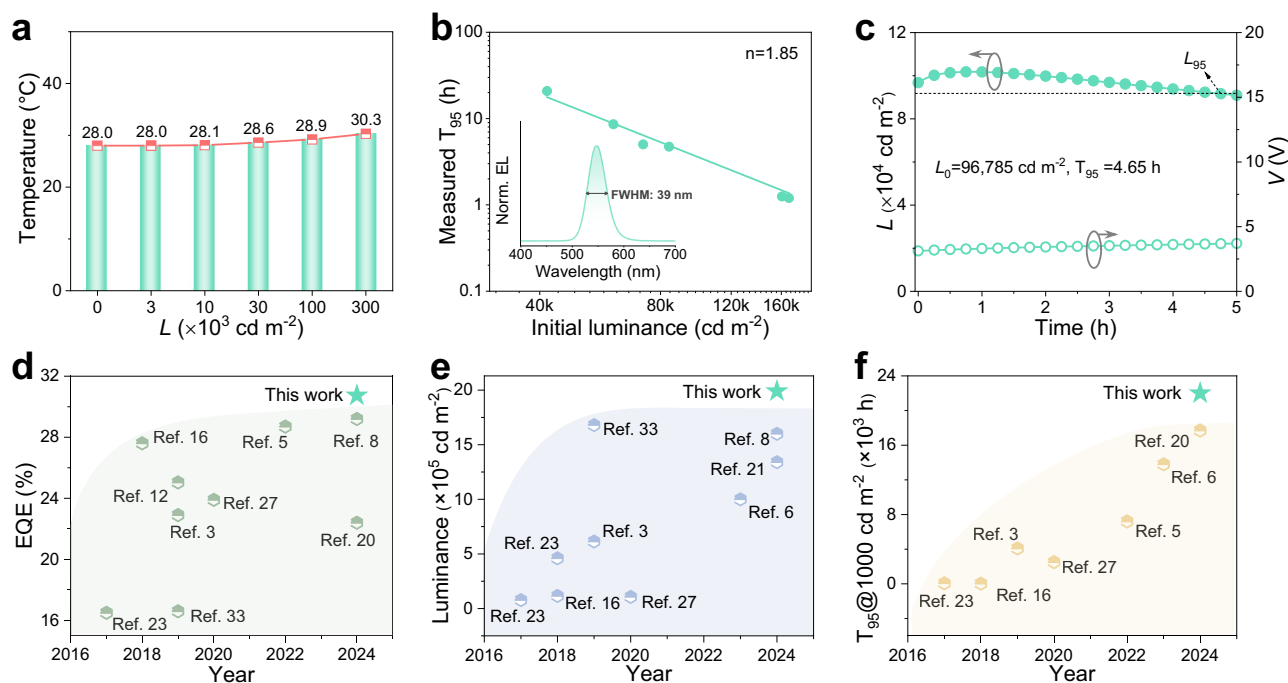 a
Temperature (°C)
60
40
20
0
28.0 28.0 28.1 28.6 28.9 30.3
0 3 10 30 100 300
L (×10³ cd m⁻²)
b
Measured T₉₅ (h)
100
10
1
0.1
n=1.85
Norm. EL
FWHM: 39 nm
400 500 600 700
Wavelength (nm)
40k 80k 120k 160k
Initial luminance (cd m⁻²)
c
L (×10⁴ cd m⁻²)
12
8
4
0
L₉₅
L₀=96,785 cd m⁻², T₉₅ =4.65 h
20
15
10
5
0
V (V)
0 1 2 3 4 5
Time (h)
d
EQE (%)
32
28
24
20
16
This work
Ref. 16
Ref. 5
Ref. 8
Ref. 12
Ref. 27
Ref. 3
Ref. 20
Ref. 23
Ref. 33
2016 2018 2020 2022 2024
Year
e
Luminance (×10⁵ cd m⁻²)
20
15
10
5
0
This work
Ref. 33
Ref. 8
Ref. 21
Ref. 6
Ref. 23
Ref. 3
Ref. 23
Ref. 16
Ref. 27
2016 2018 2020 2022 2024
Year
f
T₉₅@1000 cd m⁻² (×10³ h)
24
16
8
0
This work
Ref. 20
Ref. 6
Ref. 5
Ref. 3
Ref. 27
Ref. 23
Ref. 16
2016 2018 2020 2022 2024
Year